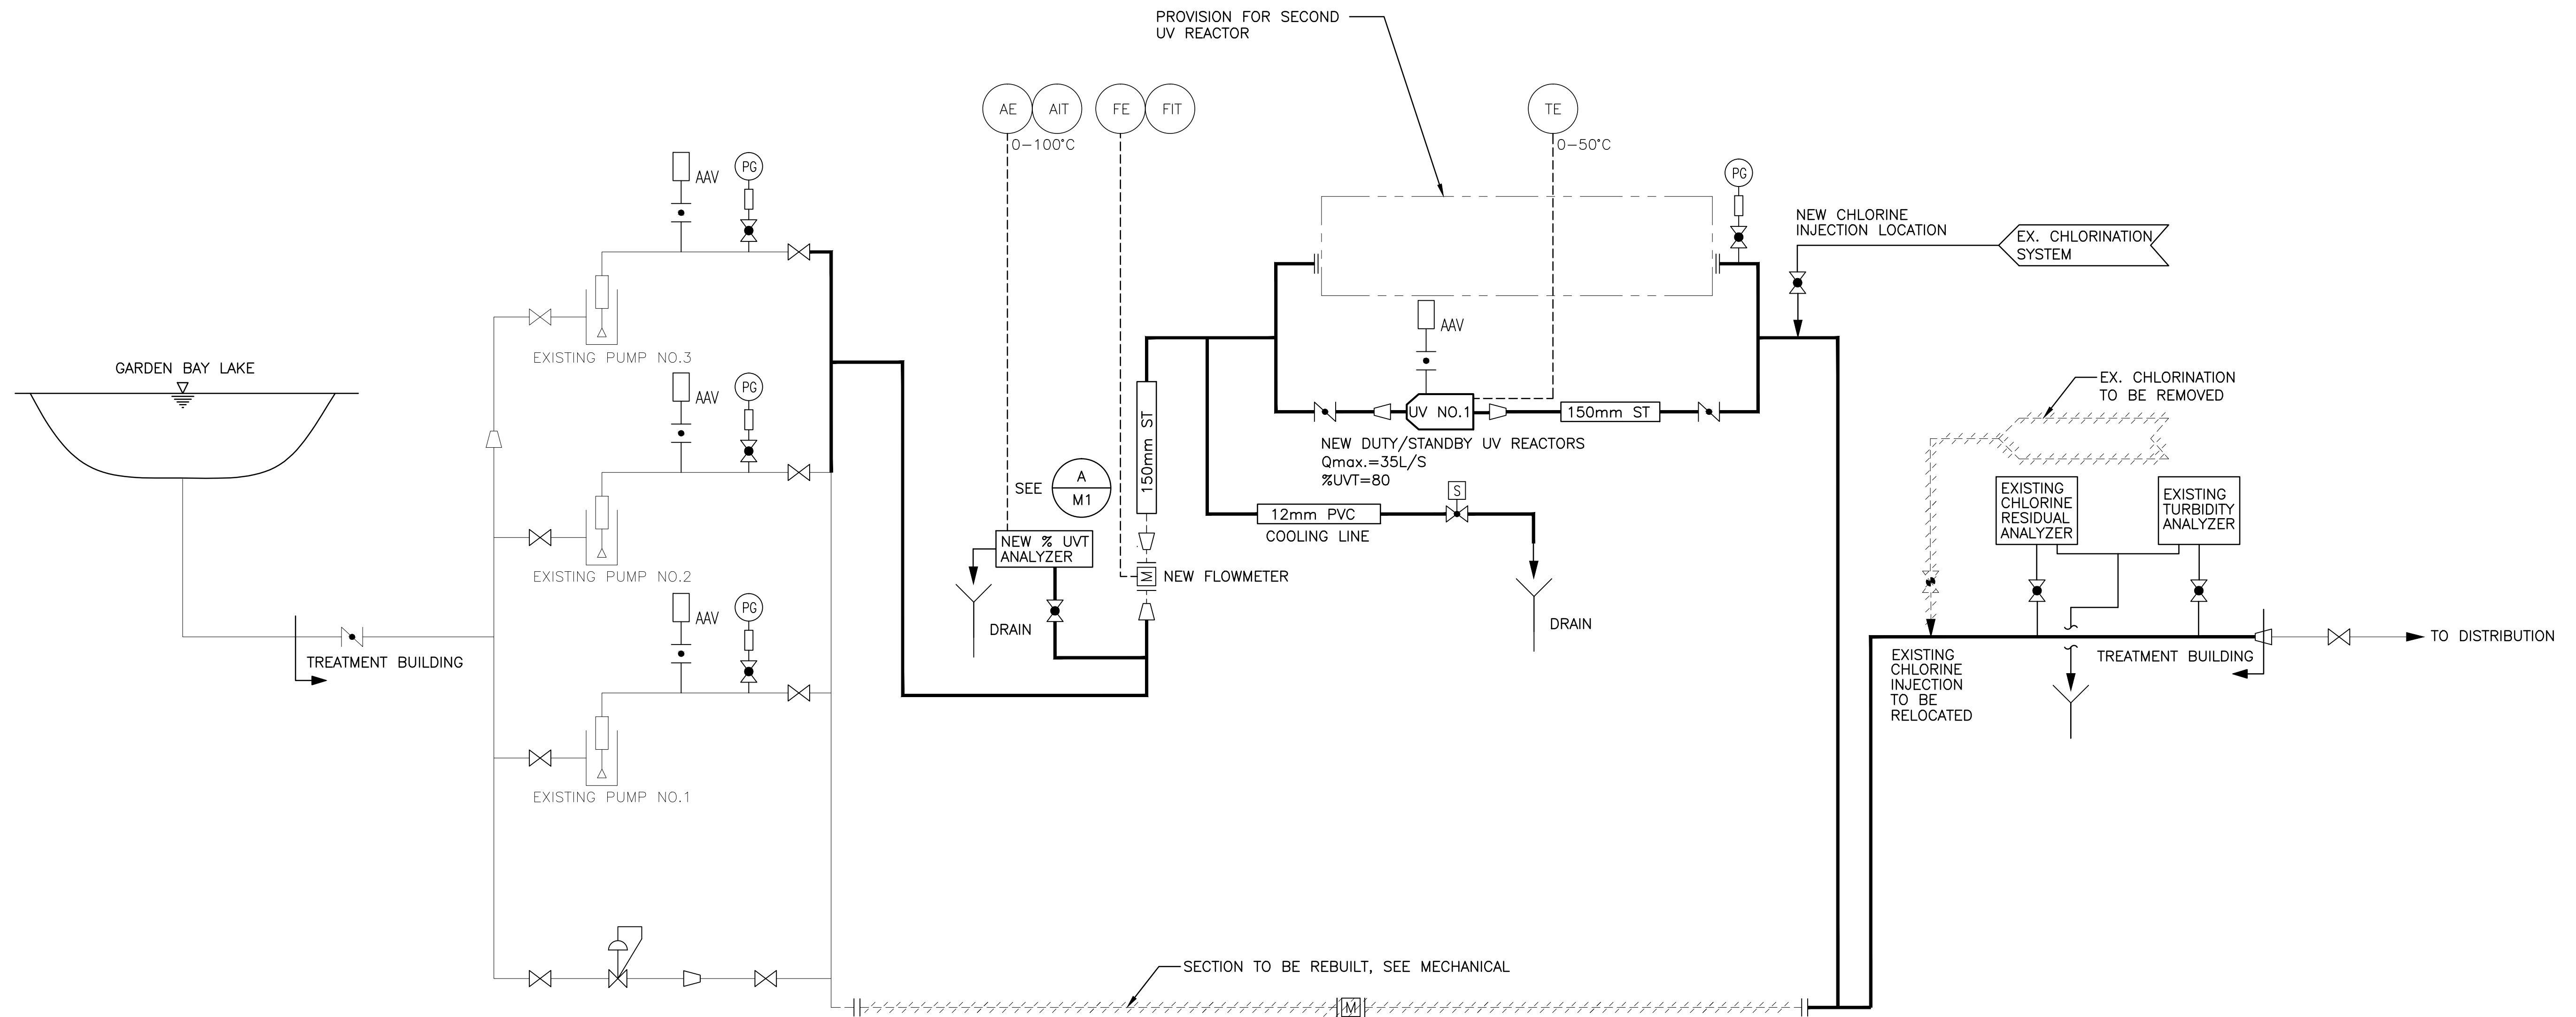 PROVISION FOR SECOND
UV REACTOR
AE
AIT
FE
FIT
TE
0-100°C
0-50°C
AAV
PG
PG
NEW CHLORINE
INJECTION LOCATION
EX. CHLORINATION
SYSTEM
EXISTING PUMP NO.3
GARDEN BAY LAKE
AAV
PG
AAV
UV NO.1
150mm ST
150mm ST
NEW DUTY/STANDBY UV REACTORS
Qmax.=35L/S
%UVT=80
EX. CHLORINATION
TO BE REMOVED
SEE
A
M1
S
12mm PVC
COOLING LINE
EXISTING
CHLORINE
RESIDUAL
ANALYZER
EXISTING
TURBIDITY
ANALYZER
NEW % UVT
ANALYZER
EXISTING PUMP NO.2
M
NEW FLOWMETER
AAV
PG
DRAIN
DRAIN
TO DISTRIBUTION
TREATMENT BUILDING
EXISTING
CHLORINE
INJECTION
TO BE
RELOCATED
TREATMENT BUILDING
EXISTING PUMP NO.1
SECTION TO BE REBUILT, SEE MECHANICAL
M